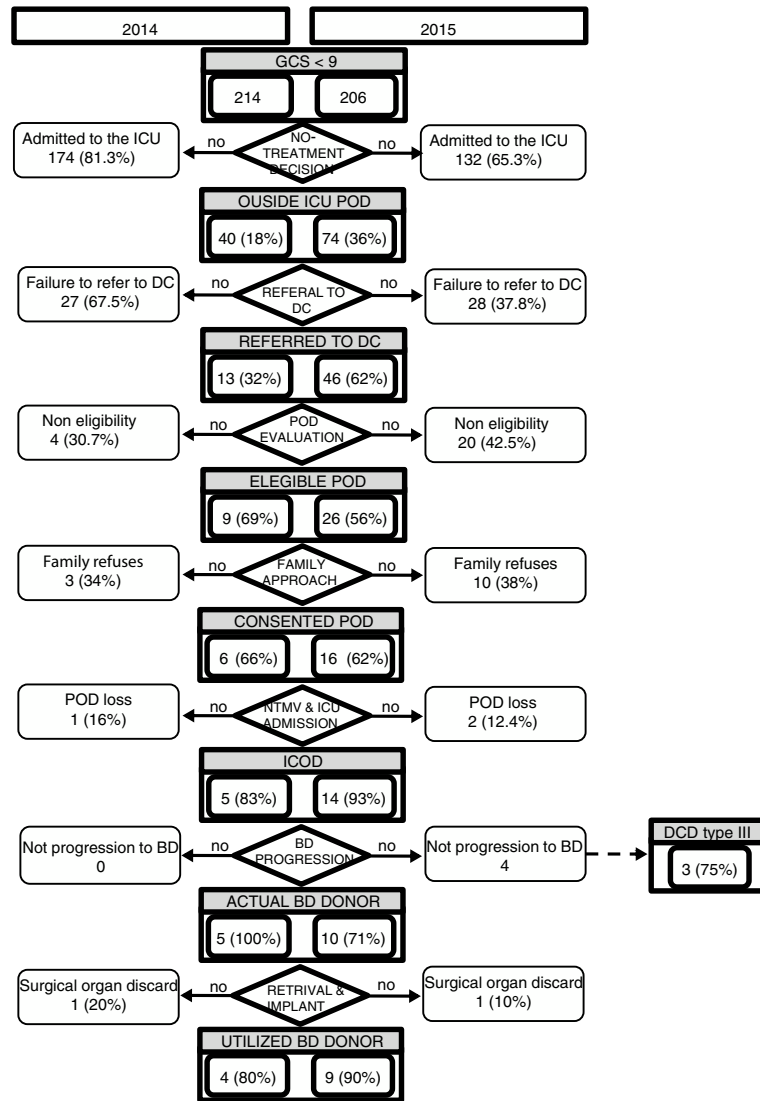 2014
2015
GCS < 9
214
206
Admitted to the ICU
174 (81.3%)
no
NO-
TREATMENT
DECISION
no
Admitted to the ICU
132 (65.3%)
OUSIDE ICU POD
40 (18%)
74 (36%)
Failure to refer to DC
27 (67.5%)
no
REFERAL TO
DC
no
Failure to refer to DC
28 (37.8%)
REFERRED TO DC
13 (32%)
46 (62%)
Non eligibility
4 (30.7%)
no
POD
EVALUATION
no
Non eligibility
20 (42.5%)
ELEGIBLE POD
9 (69%)
26 (56%)
Family refuses
3 (34%)
no
FAMILY
APPROACH
no
Family refuses
10 (38%)
CONSENTED POD
6 (66%)
16 (62%)
POD loss
1 (16%)
no
NTMV & ICU
ADMISSION
no
POD loss
2 (12.4%)
ICOD
5 (83%)
14 (93%)
Not progression to BD
0
no
BD
PROGRESSION
no
Not progression to BD
4
DCD type III
3 (75%)
ACTUAL BD DONOR
5 (100%)
10 (71%)
Surgical organ discard
1 (20%)
no
RETRIVAL &
IMPLANT
no
Surgical organ discard
1 (10%)
UTILIZED BD DONOR
4 (80%)
9 (90%)